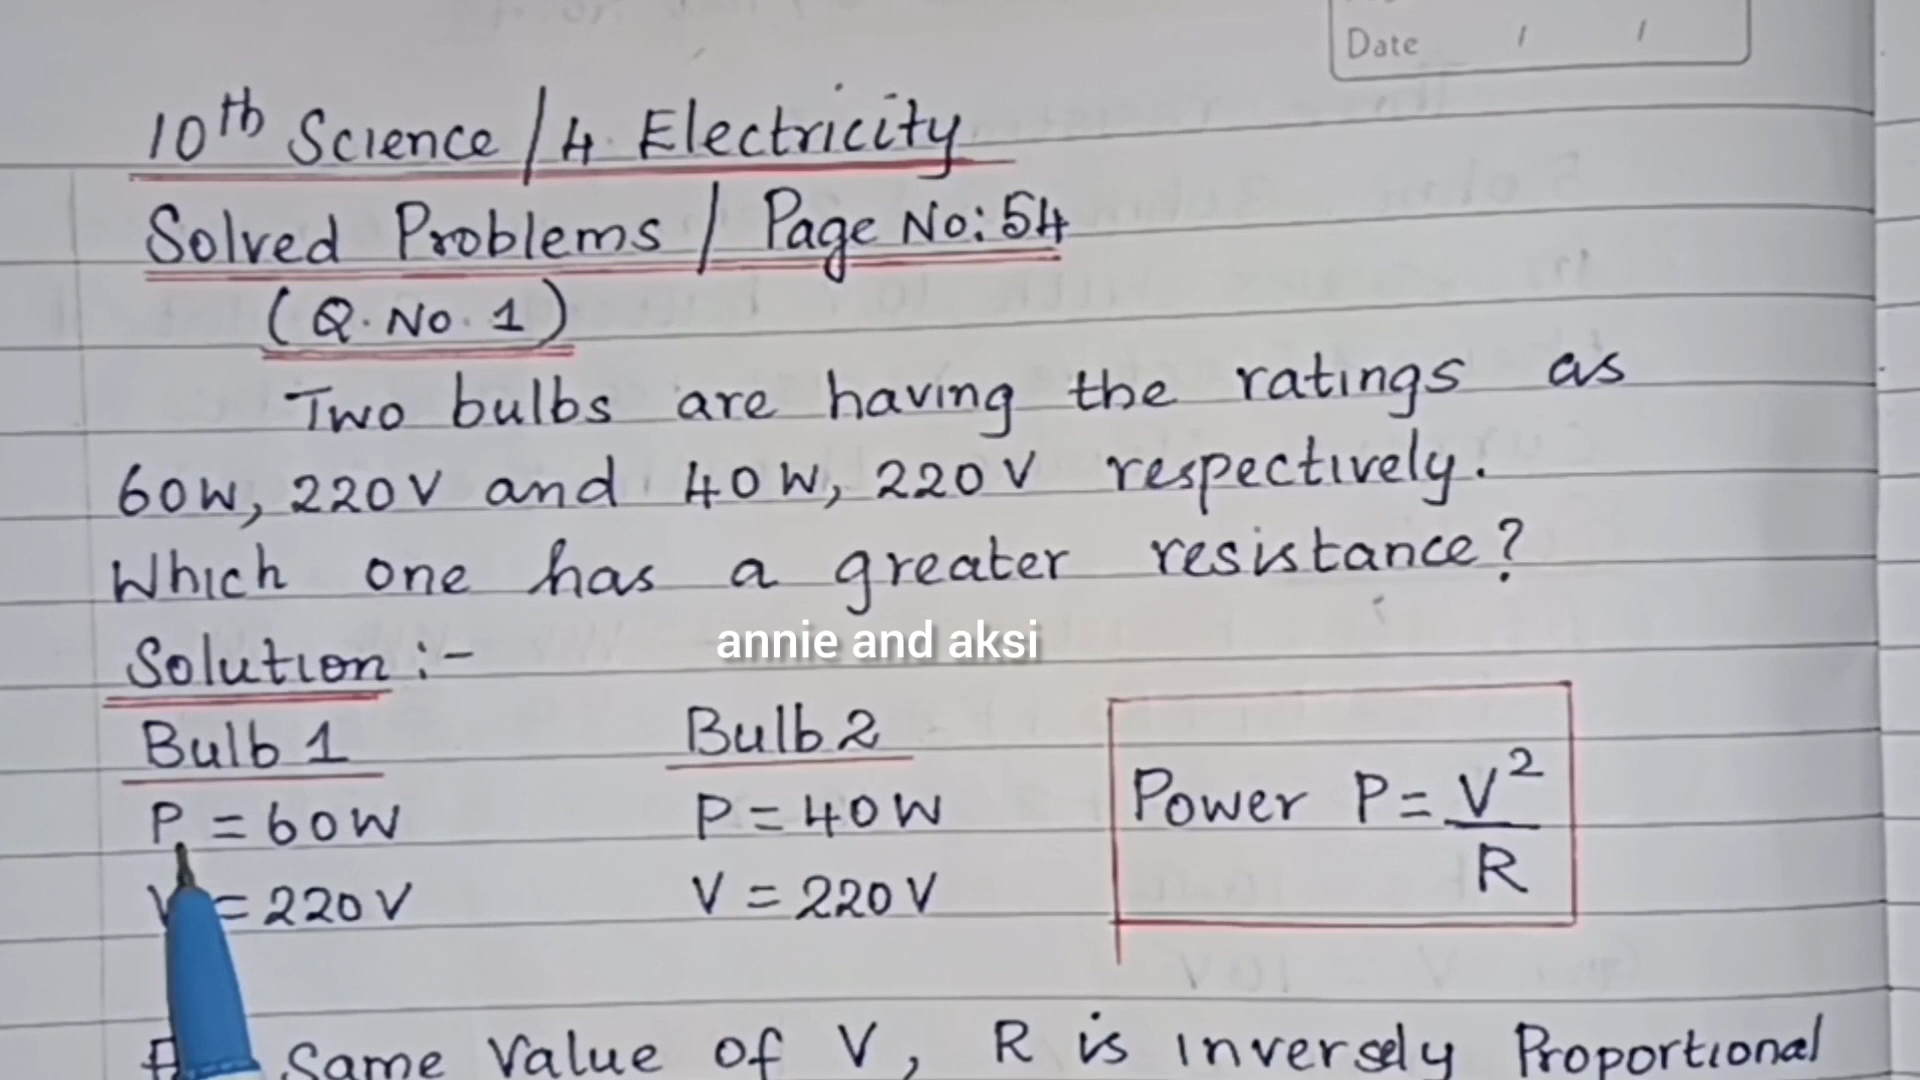 Date / /
10th Science / 4. Electricity
Solved Problems / Page No: 54
(Q. No. 1)
Two bulbs are having the ratings as
60W, 220V and 40W, 220V respectively.
Which one has a greater resistance?
annie and aksi
Solution :-
Bulb 1 Bulb 2
P = 60W P = 40W Power P = V²/R
V = 220V V = 220V
Same Value of V, R is inversely Proportional